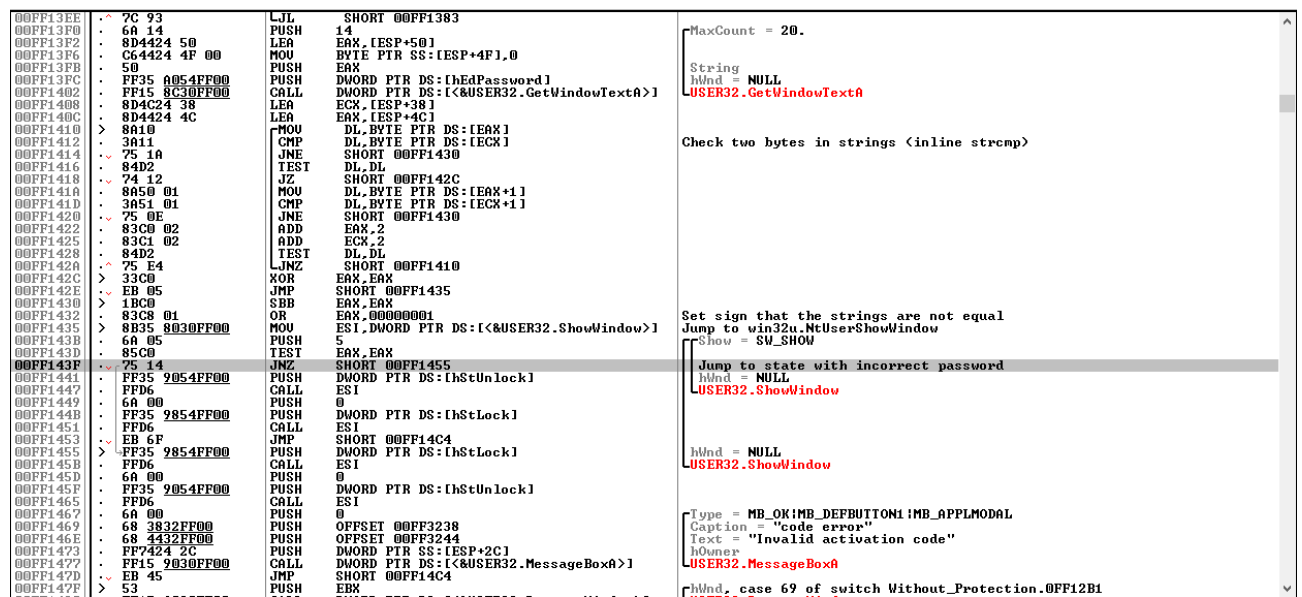 00FF13EE .^ 7C 93 JL SHORT 00FF1383
00FF13F0 . 6A 14 PUSH 14 MaxCount = 20.
00FF13F2 . 8D4424 50 LEA EAX,[ESP+50]
00FF13F6 . C64424 4F 00 MOV BYTE PTR SS:[ESP+4F],0
00FF13FB . 50 PUSH EAX String
00FF13FC . FF35 A054FF00 PUSH DWORD PTR DS:[hEdPassword] hWnd = NULL
00FF1402 . FF15 8C30FF00 CALL DWORD PTR DS:[<&USER32.GetWindowTextA>] USER32.GetWindowTextA
00FF1408 . 8D4C24 38 LEA ECX,[ESP+38]
00FF140C . 8D4424 4C LEA EAX,[ESP+4C]
00FF1410 > 8A10 MOV DL,BYTE PTR DS:[EAX]
00FF1412 . 3A11 CMP DL,BYTE PTR DS:[ECX] Check two bytes in strings (inline strcmp)
00FF1414 .v 75 1A JNE SHORT 00FF1430
00FF1416 . 84D2 TEST DL,DL
00FF1418 .v 74 12 JZ SHORT 00FF142C
00FF141A . 8A50 01 MOV DL,BYTE PTR DS:[EAX+1]
00FF141D . 3A51 01 CMP DL,BYTE PTR DS:[ECX+1]
00FF1420 .v 75 0E JNE SHORT 00FF1430
00FF1422 . 83C0 02 ADD EAX,2
00FF1425 . 83C1 02 ADD ECX,2
00FF1428 . 84D2 TEST DL,DL
00FF142A .^ 75 E4 JNZ SHORT 00FF1410
00FF142C > 33C0 XOR EAX,EAX
00FF142E .v EB 05 JMP SHORT 00FF1435
00FF1430 > 1BC0 SBB EAX,EAX
00FF1432 . 83C8 01 OR EAX,00000001 Set sign that the strings are not equal
00FF1435 > 8B35 8030FF00 MOV ESI,DWORD PTR DS:[<&USER32.ShowWindow>] Jump to win32u.NtUserShowWindow
00FF143B . 6A 05 PUSH 5 Show = SW_SHOW
00FF143D . 85C0 TEST EAX,EAX
00FF143F .v 75 14 JNZ SHORT 00FF1455 Jump to state with incorrect password
00FF1441 . FF35 9054FF00 PUSH DWORD PTR DS:[hStUnlock] hWnd = NULL
00FF1447 . FFD6 CALL ESI USER32.ShowWindow
00FF1449 . 6A 00 PUSH 0
00FF144B . FF35 9854FF00 PUSH DWORD PTR DS:[hStLock]
00FF1451 . FFD6 CALL ESI
00FF1453 .v EB 6F JMP SHORT 00FF14C4
00FF1455 > FF35 9854FF00 PUSH DWORD PTR DS:[hStLock] hWnd = NULL
00FF145B . FFD6 CALL ESI USER32.ShowWindow
00FF145D . 6A 00 PUSH 0
00FF145F . FF35 9054FF00 PUSH DWORD PTR DS:[hStUnlock]
00FF1465 . FFD6 CALL ESI
00FF1467 . 6A 00 PUSH 0 Type = MB_OK|MB_DEFBUTTON1|MB_APPLMODAL
00FF1469 . 68 3832FF00 PUSH OFFSET 00FF3238 Caption = "code error"
00FF146E . 68 4432FF00 PUSH OFFSET 00FF3244 Text = "Invalid activation code"
00FF1473 . FF7424 2C PUSH DWORD PTR SS:[ESP+2C] hOwner
00FF1477 . FF15 9030FF00 CALL DWORD PTR DS:[<&USER32.MessageBoxA>] USER32.MessageBoxA
00FF147D .v EB 45 JMP SHORT 00FF14C4
00FF147F > 53 PUSH EBX hWnd, case 69 of switch Without_Protection.0FF12B1